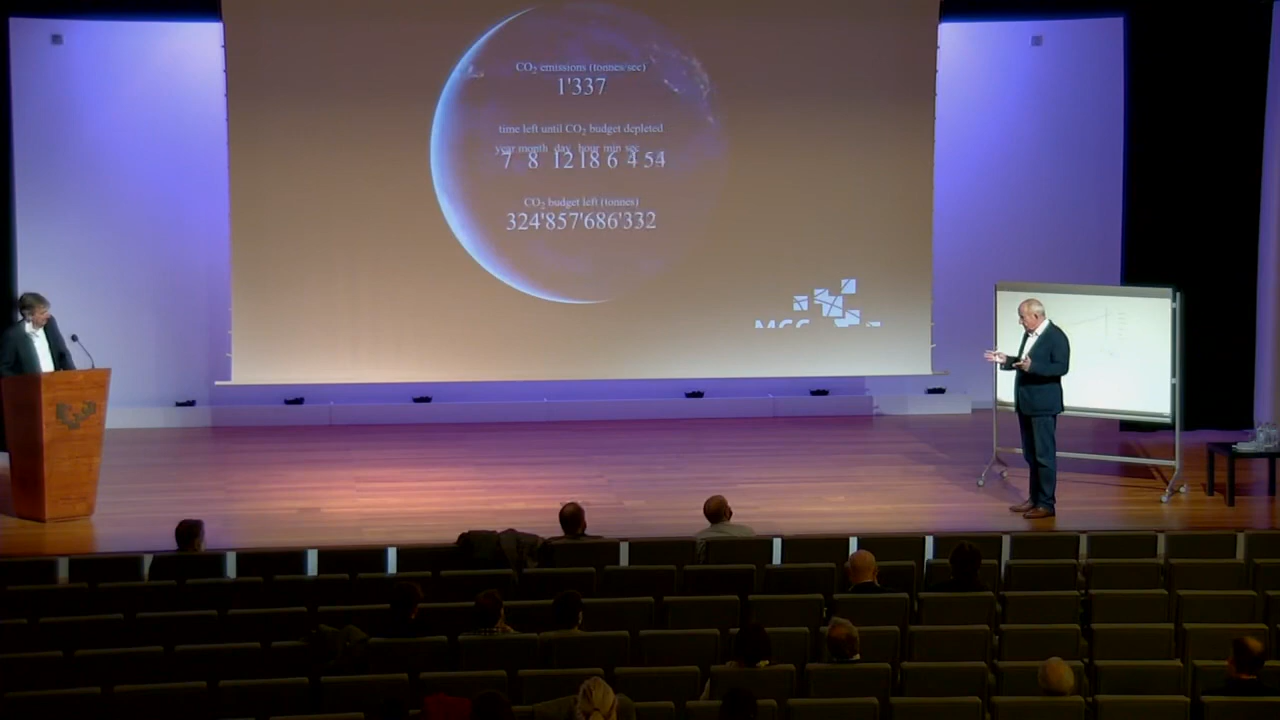 CO₂ emissions (tonnes/sec)
1'337
time left until CO₂ budget depleted
year month day hour min sec
7 8 12 18 6 4 54
CO₂ budget left (tonnes)
324'857'686'332
MCC